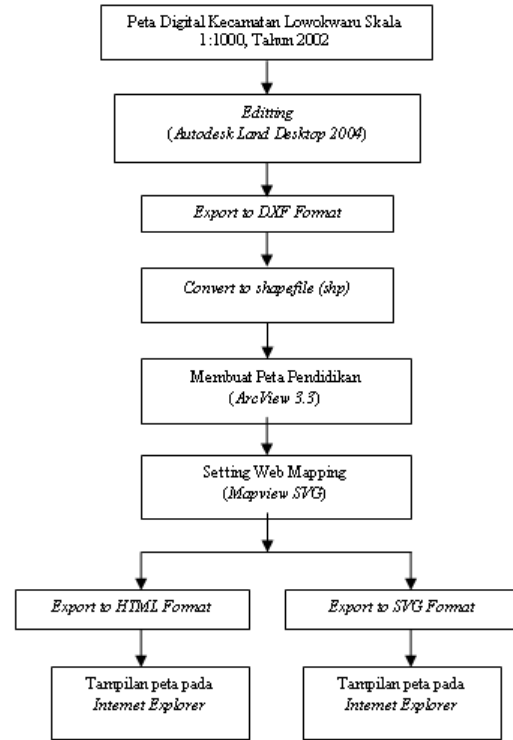 Peta Digital Kecamatan Lowokwaru Skala
1:1000, Tahun 2002
Editting
(Autodesk Land Desktop 2004)
Export to DXF Format
Convert to shapefile (shp)
Membuat Peta Pendidikan
(ArcView 3.3)
Setting Web Mapping
(Mapview SVG)
Export to HTML Format
Export to SVG Format
Tampilan peta pada
Internet Explorer
Tampilan peta pada
Internet Explorer